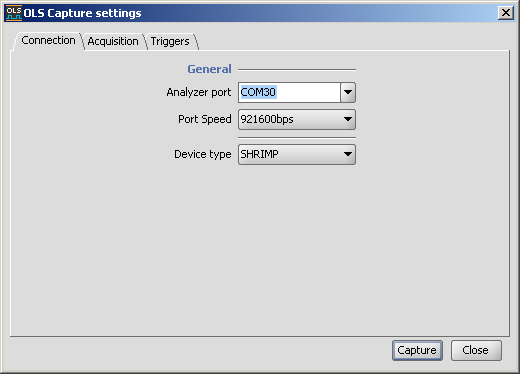 OLS OLS Capture settings
Connection Acquisition Triggers
General
Analyzer port COM30
Port Speed 921600bps
Device type SHRIMP
Capture Close